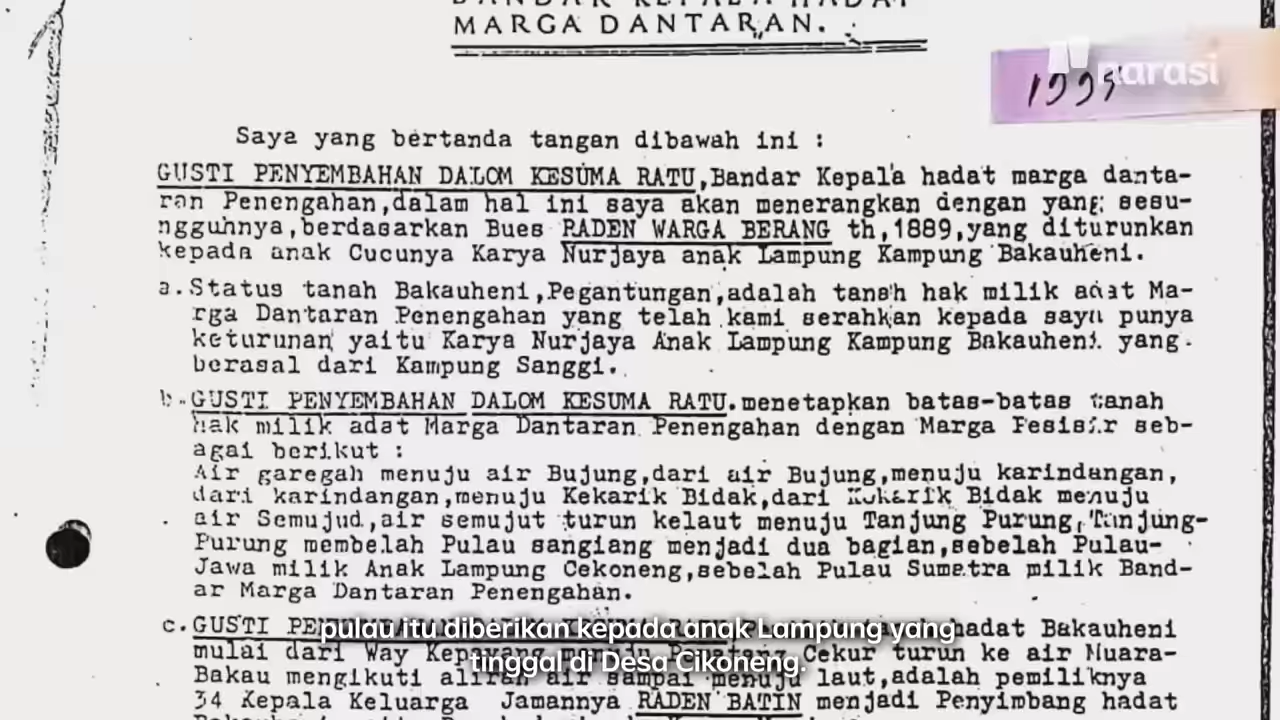 BANDAR KEPALA HADAT
MARGA DANTARAN.
1995
narasi
Saya yang bertanda tangan dibawah ini :
GUSTI PENYEMBAHAN DALOM KESUMA RATU,Bandar Kepala hadat marga danta-
ran Penengahan,dalam hal ini saya akan menerangkan dengan yang sesu-
ngguhnya,berdasarkan Bues RADEN WARGA BERANG th,1889,yang diturunkan
kepada anak Cucunya Karya Nurjaya anak Lampung Kampung Bakauheni.
a.Status tanah Bakauheni,Pegantungan,adalah tanah hak milik adat Ma-
rga Dantaran Penengahan yang telah kami serahkan kepada saya punya
keturunan yaitu Karya Nurjaya Anak Lampung Kampung Bakauheni yang
berasal dari Kampung Sanggi.
b.GUSTI PENYEMBAHAN DALOM KESUMA RATU.menetapkan batas-batas tanah
hak milik adat Marga Dantaran Penengahan dengan Marga Pesisir seb-
agai berikut :
Air garegah menuju air Bujung,dari air Bujung,menuju karindangan,
dari karindangan,menuju Kekarik Bidak,dari Kekarik Bidak menuju
air Semujud,air semujut turun kelaut menuju Tanjung Purung,Tanjung-
Purung membelah Pulau sangiang menjadi dua bagian,sebelah Pulau-
Jawa milik Anak Lampung Cekoneng,sebelah Pulau Sumatra milik Band-
ar Marga Dantaran Penengahan.
c.GUSTI hadat Bakauheni
pulau itu diberikan kepada anak Lampung yang
mulai dari Way Kepayang menuju Cekur turun ke air Muara-
tinggal di Desa Cikoneng.
Bakau mengikuti aliran air sampai menuju laut,adalah pemiliknya
34 Kepala Keluarga Jamannya RADEN BATIN menjadi Penyimbang hadat